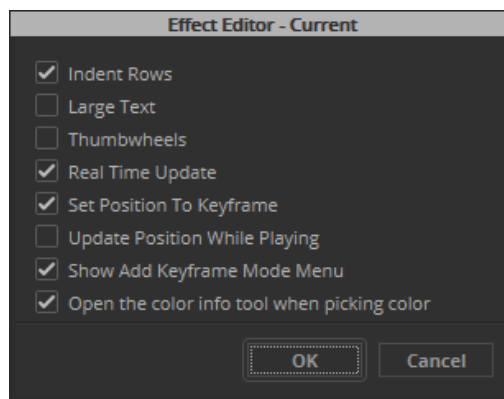 Effect Editor - Current
Indent Rows
Large Text
Thumbwheels
Real Time Update
Set Position To Keyframe
Update Position While Playing
Show Add Keyframe Mode Menu
Open the color info tool when picking color
OK
Cancel